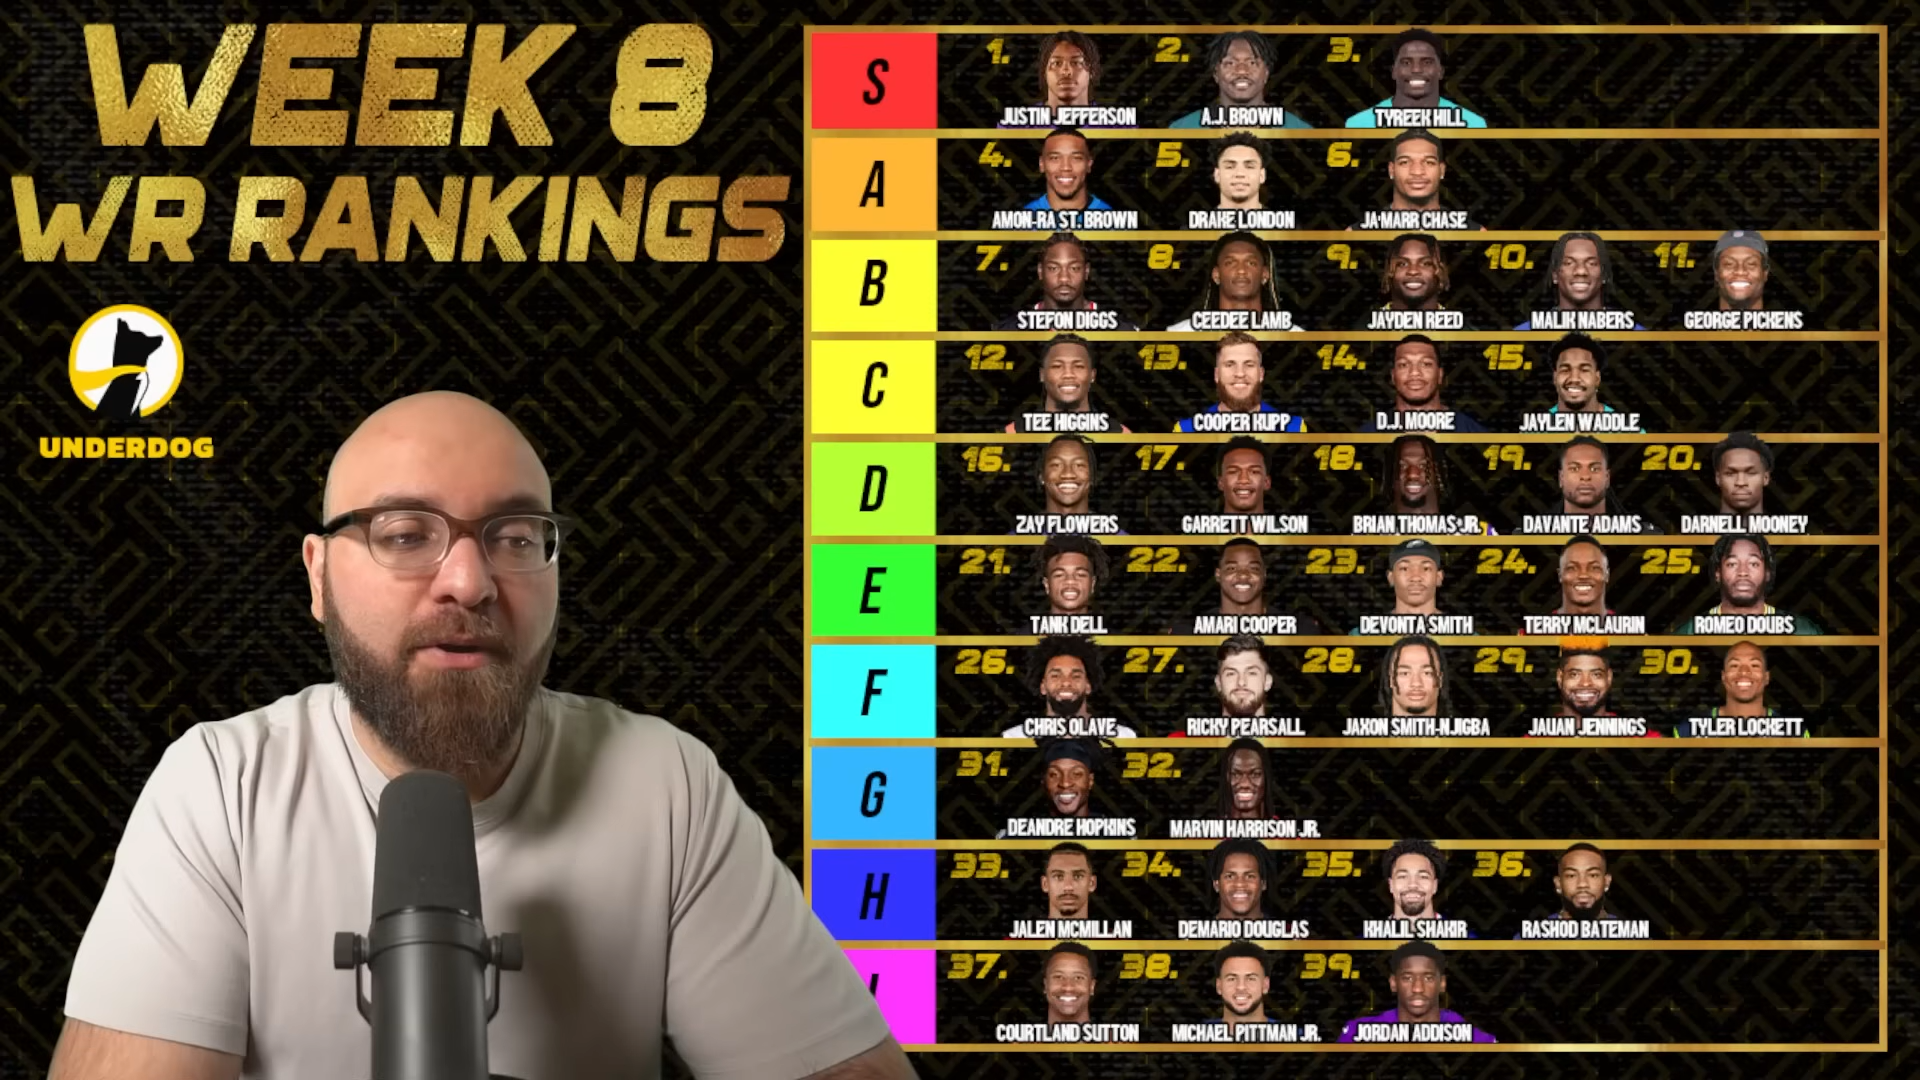 WEEK 8
WR RANKINGS
UNDERDOG
S
1. 2. 3.
JUSTIN JEFFERSON A.J. BROWN TYREEK HILL
A
4. 5. 6.
AMON-RA ST. BROWN DRAKE LONDON JA'MARR CHASE
B
7. 8. 9. 10. 11.
STEFON DIGGS CEEDEE LAMB JAYDEN REED MALIK NABERS GEORGE PICKENS
C
12. 13. 14. 15.
TEE HIGGINS COOPER KUPP D.J. MOORE JAYLEN WADDLE
D
16. 17. 18. 19. 20.
ZAY FLOWERS GARRETT WILSON BRIAN THOMAS JR. DAVANTE ADAMS DARNELL MOONEY
E
21. 22. 23. 24. 25.
TANK DELL AMARI COOPER DEVONTA SMITH TERRY MCLAURIN ROMEO DOUBS
F
26. 27. 28. 29. 30.
CHRIS OLAVE RICKY PEARSALL JAXON SMITH-NJIGBA JAUAN JENNINGS TYLER LOCKETT
G
31. 32.
DEANDRE HOPKINS MARVIN HARRISON JR.
H
33. 34. 35. 36.
JALEN MCMILLAN DEMARIO DOUGLAS KHALIL SHAKIR RASHOD BATEMAN
I
37. 38. 39.
COURTLAND SUTTON MICHAEL PITTMAN JR. JORDAN ADDISON